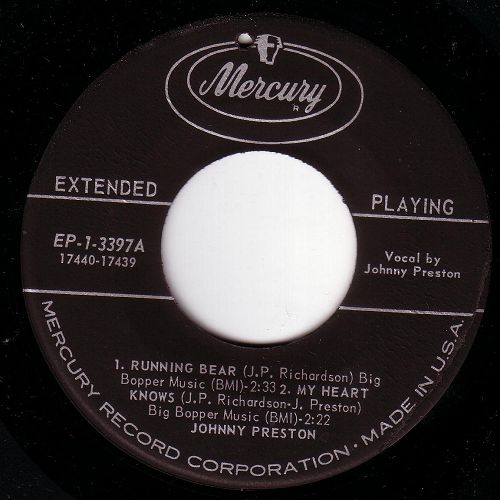 Mercury
R
EXTENDED PLAYING
EP-1-3397A
17440-17439
Vocal by
Johnny Preston
1. RUNNING BEAR (J.P. Richardson) Big
Bopper Music (BMI)-2:33 2. MY HEART
KNOWS (J.P. Richardson-J. Preston)
Big Bopper Music (BMI)-2:22
JOHNNY PRESTON
MERCURY RECORD CORPORATION • MADE IN U.S.A.